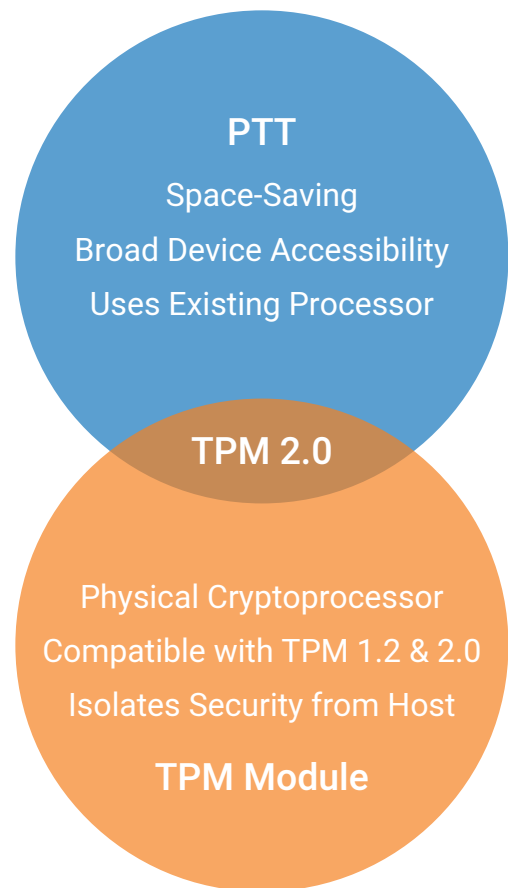 PTT
Space-Saving
Broad Device Accessibility
Uses Existing Processor
TPM 2.0
Physical Cryptoprocessor
Compatible with TPM 1.2 & 2.0
Isolates Security from Host
TPM Module